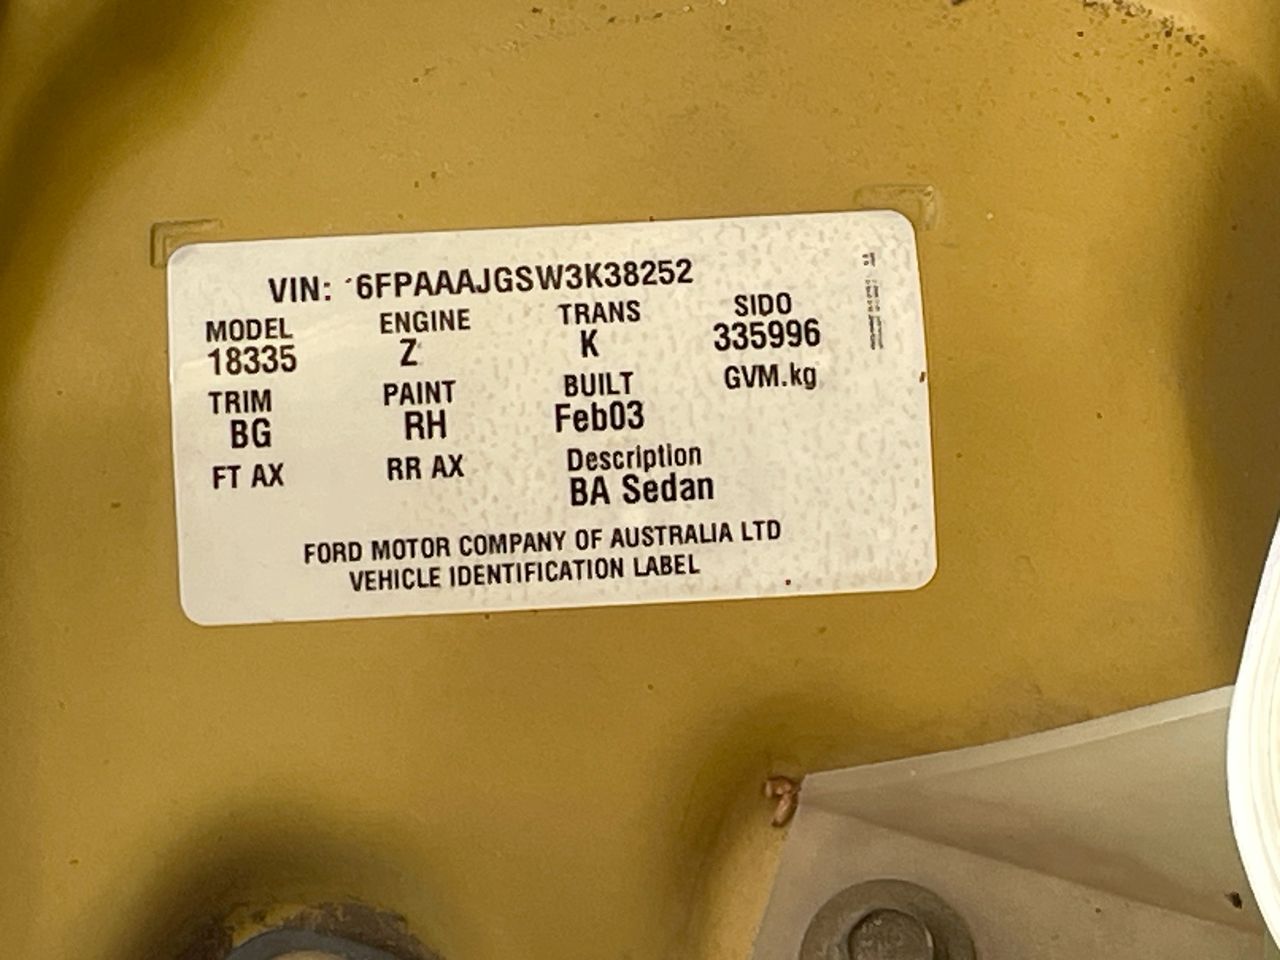 VIN: 6FPAAAJGSW3K38252
MODEL ENGINE TRANS SIDO
18335 Z K 335996
TRIM PAINT BUILT GVM.kg
BG RH Feb03
FT AX RR AX Description
BA Sedan
FORD MOTOR COMPANY OF AUSTRALIA LTD
VEHICLE IDENTIFICATION LABEL